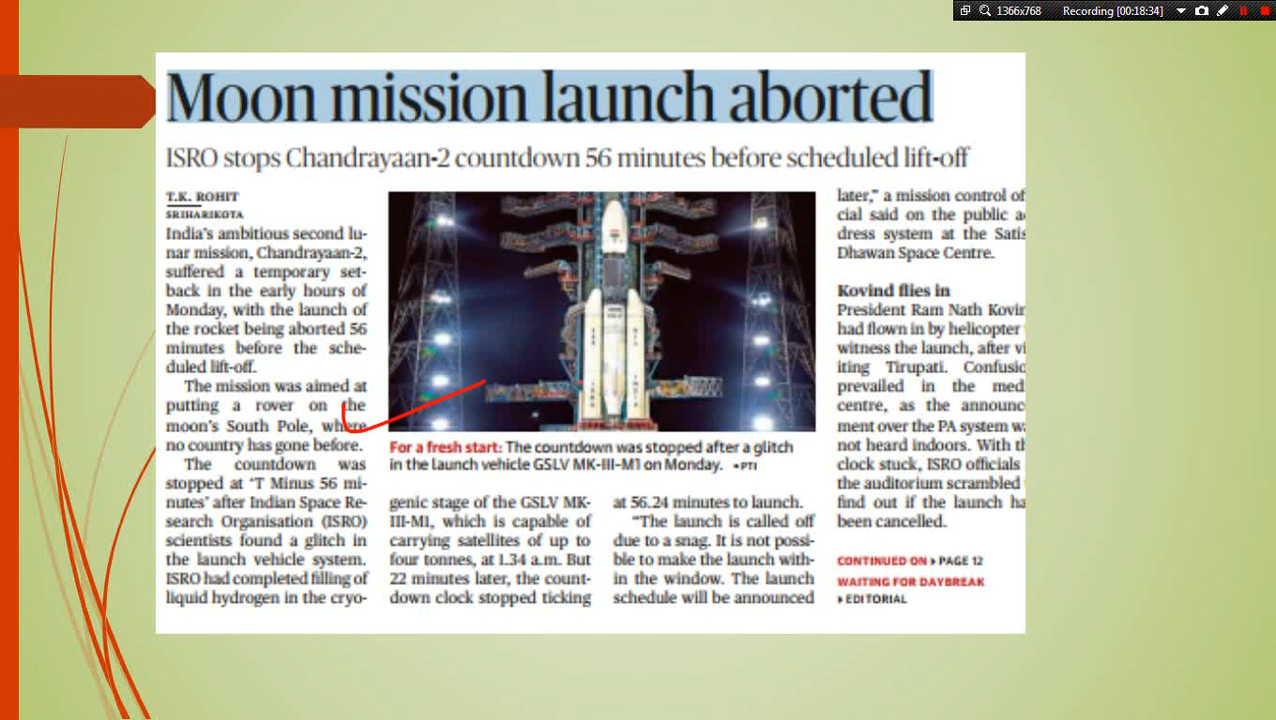 1366x768 Recording [00:18:34]
Moon mission launch aborted
ISRO stops Chandrayaan-2 countdown 56 minutes before scheduled lift-off
T.K. ROHIT
SRIHARIKOTA
India's ambitious second lu-
nar mission, Chandrayaan-2,
suffered a temporary set-
back in the early hours of
Monday, with the launch of
the rocket being aborted 56
minutes before the sche-
duled lift-off.
The mission was aimed at
putting a rover on the
moon's South Pole, where
no country has gone before.
The countdown was
stopped at 'T Minus 56 mi-
nutes' after Indian Space Re-
search Organisation (ISRO)
scientists found a glitch in
the launch vehicle system.
ISRO had completed filling of
liquid hydrogen in the cryo-
For a fresh start: The countdown was stopped after a glitch
in the launch vehicle GSLV MK-III-M1 on Monday. •PTI
genic stage of the GSLV MK-
III-M1, which is capable of
carrying satellites of up to
four tonnes, at 1.34 a.m. But
22 minutes later, the count-
down clock stopped ticking
at 56.24 minutes to launch.
"The launch is called off
due to a snag. It is not possi-
ble to make the launch with-
in the window. The launch
schedule will be announced
later," a mission control of
cial said on the public a
dress system at the Satis
Dhawan Space Centre.
Kovind flies in
President Ram Nath Kovin
had flown in by helicopter
witness the launch, after vi
iting Tirupati. Confusio
prevailed in the med
centre, as the announc
ment over the PA system wa
not heard indoors. With th
clock stuck, ISRO officials
the auditorium scrambled
find out if the launch ha
been cancelled.
CONTINUED ON PAGE 12
WAITING FOR DAYBREAK
EDITORIAL